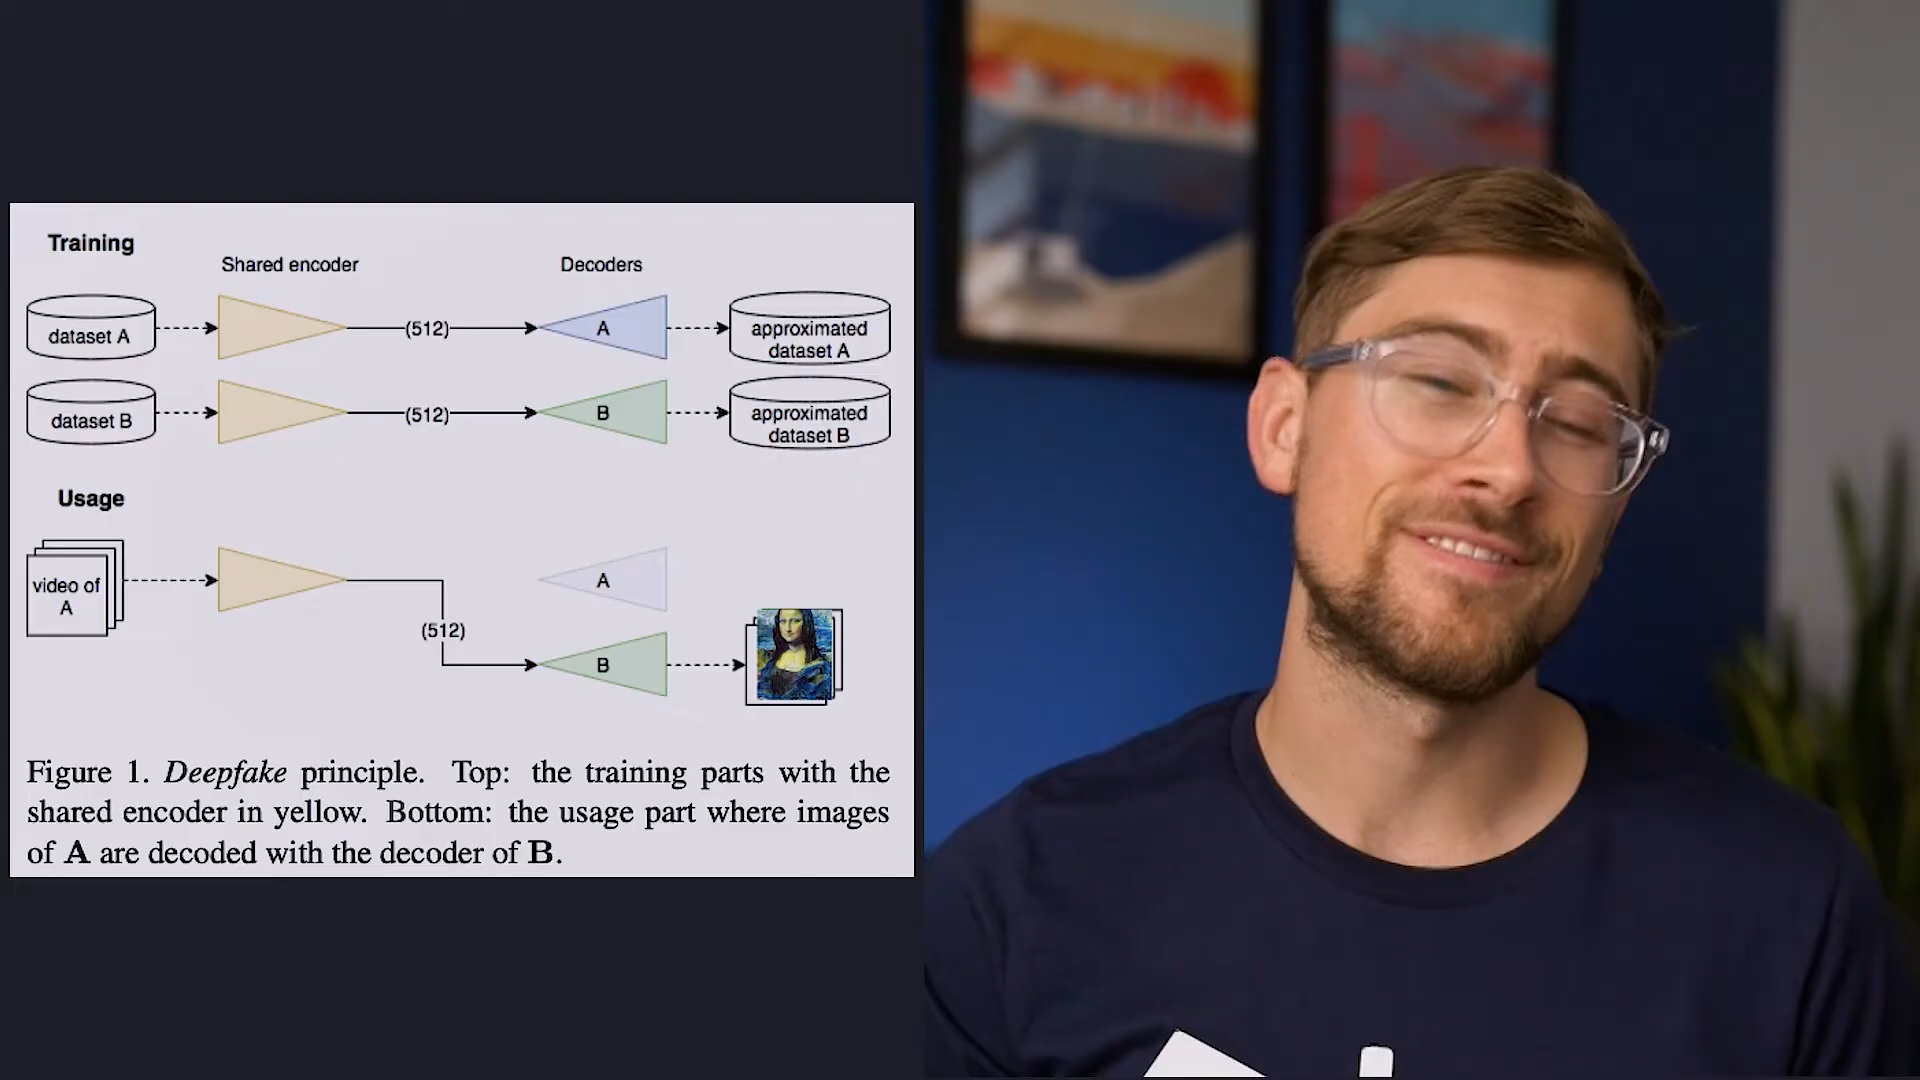 Training
Shared encoder
Decoders
dataset A
(512)
A
approximated
dataset A
dataset B
(512)
B
approximated
dataset B
Usage
video of
A
A
(512)
B
Figure 1. Deepfake principle. Top: the training parts with the
shared encoder in yellow. Bottom: the usage part where images
of A are decoded with the decoder of B.